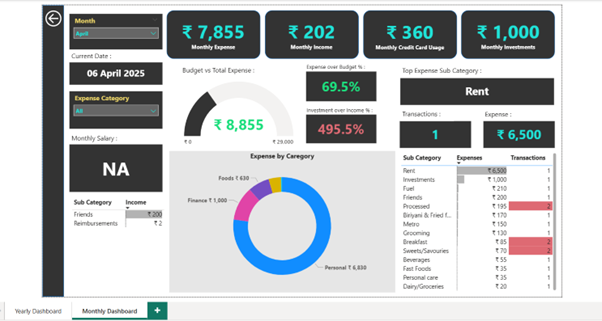 Month
April
Current Date :
06 April 2025
Expense Category
All
Monthly Salary :
NA
Sub Category Income
Friends ₹ 200
Reimbursements ₹ 2
₹ 7,855
Monthly Expense
₹ 202
Monthly Income
₹ 360
Monthly Credit Card Usage
₹ 1,000
Monthly Investments
Budget vs Total Expense :
₹ 8,855
₹ 0 ₹ 29,000
Expense over Budget % :
69.5%
Investment over Income % :
495.5%
Top Expense Sub Category :
Rent
Transactions :
1
Expense :
₹ 6,500
Expense by Caregory
Foods ₹ 630
Finance ₹ 1,000
Personal ₹ 6,830
Sub Category Expenses Transactions
Rent ₹ 6,500 1
Investments ₹ 1,000 1
Fuel ₹ 210 1
Friends ₹ 200 1
Processed ₹ 195 2
Biriyani & Fried f... ₹ 170 1
Metro ₹ 150 1
Grooming ₹ 130 1
Breakfast ₹ 85 2
Sweets/Savouries ₹ 70 2
Beverages ₹ 55 1
Fast Foods ₹ 35 1
Personal care ₹ 35 1
Dairy/Groceries ₹ 20 1
Yearly Dashboard Monthly Dashboard +